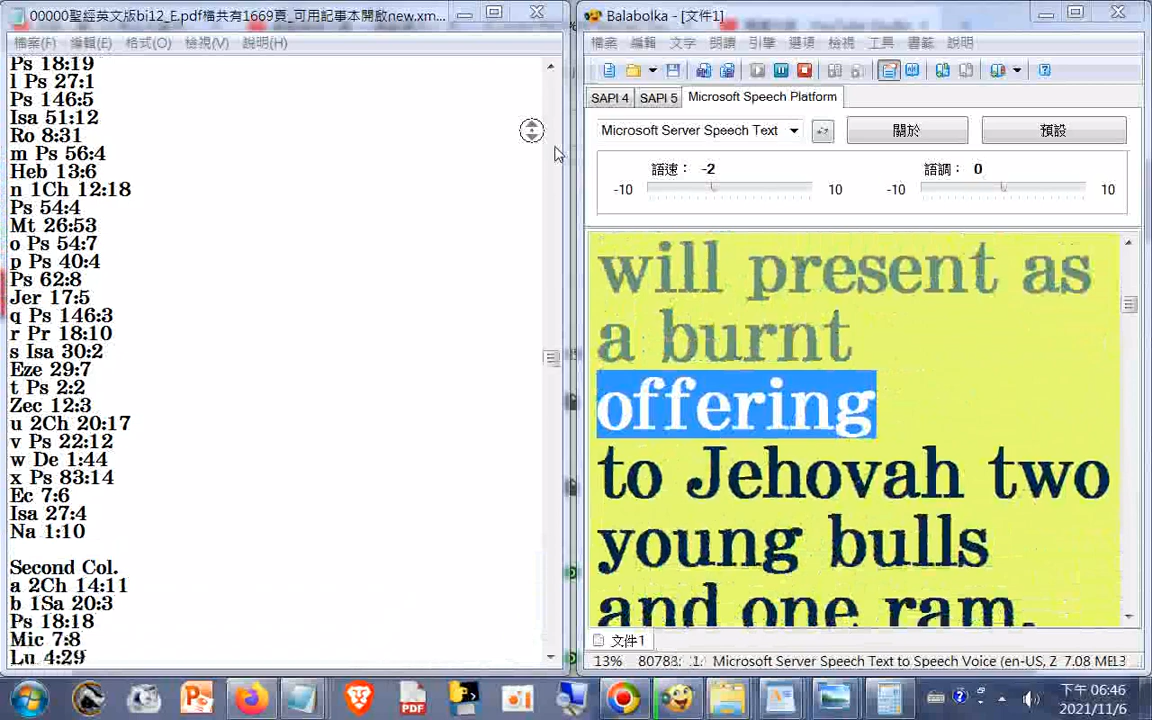 00000聖經英文版bi12_E.pdf檔共有1669頁_可用記事本開啟new.xm...
檔案(F) 編輯(E) 格式(O) 檢視(V) 說明(H)
Ps 18:19
l Ps 27:1
Ps 146:5
Isa 51:12
Ro 8:31
m Ps 56:4
Heb 13:6
n 1Ch 12:18
Ps 54:4
Mt 26:53
o Ps 54:7
p Ps 40:4
Ps 62:8
Jer 17:5
q Ps 146:3
r Pr 18:10
s Isa 30:2
Eze 29:7
t Ps 2:2
Zec 12:3
u 2Ch 20:17
v Ps 22:12
w De 1:44
x Ps 83:14
Ec 7:6
Isa 27:4
Na 1:10
Second Col.
a 2Ch 14:11
b 1Sa 20:3
Ps 18:18
Mic 7:8
Lu 4:29
Balabolka - [文件1]
檔案 編輯 文字 朗讀 引擎 選項 檢視 工具 書籤 說明
SAPI 4 SAPI 5 Microsoft Speech Platform
Microsoft Server Speech Text 關於 預設
語速： -2 語調： 0
-10 10 -10 10
will present as
a burnt
offering
to Jehovah two
young bulls
and one ram,
文件1
13% Microsoft Server Speech Text to Speech Voice (en-US, Z 7.08 ME
PDF
下午 06:46
2021/11/6